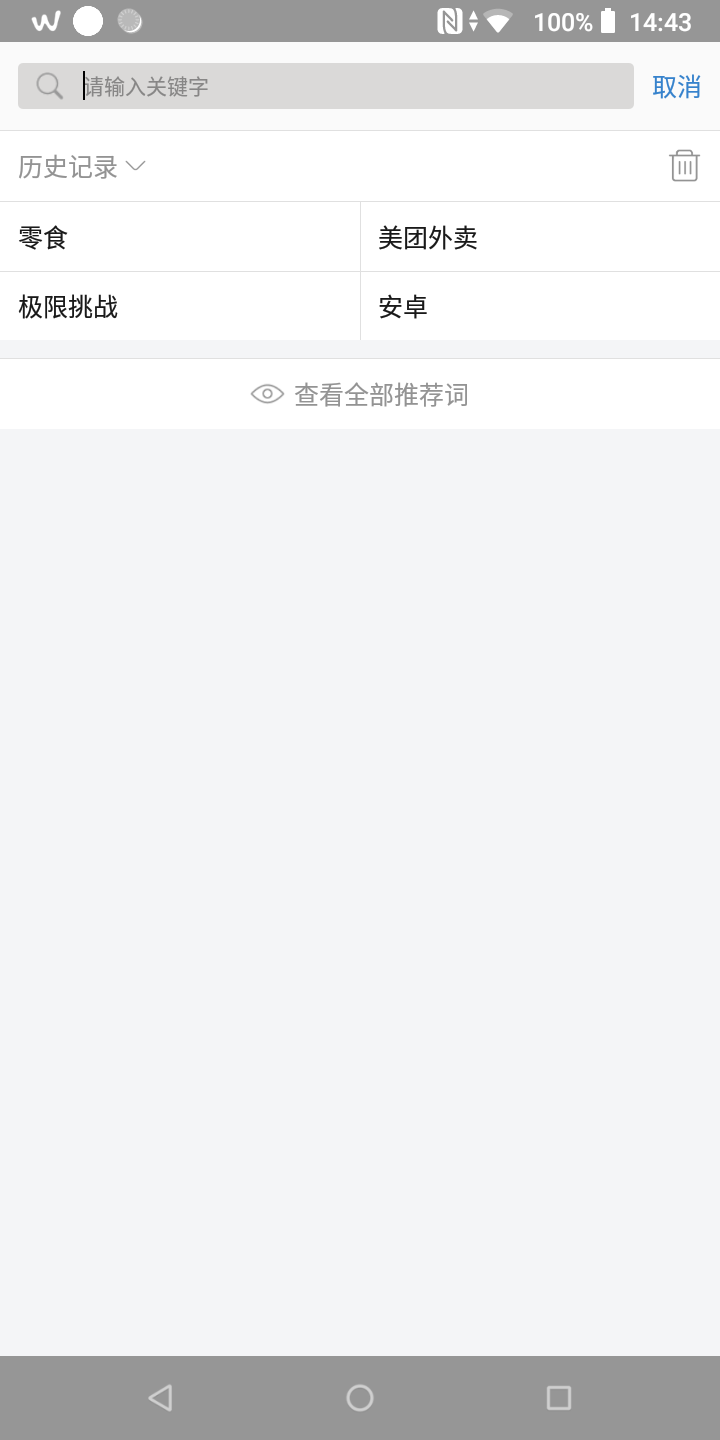 100% 14:43
请输入关键字 取消
历史记录
零食 美团外卖
极限挑战 安卓
查看全部推荐词